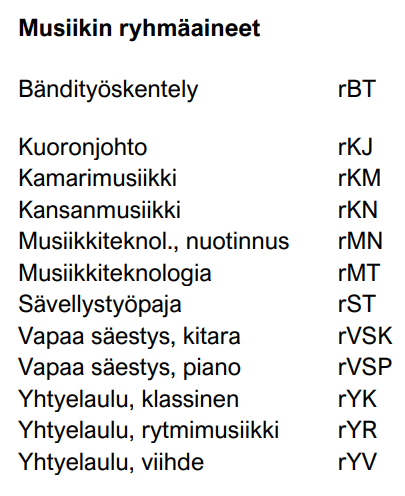 Musiikin ryhmäaineet
Bändityöskentely rBT
Kuoronjohto rKJ
Kamarimusiikki rKM
Kansanmusiikki rKN
Musiikkiteknol., nuotinnus rMN
Musiikkiteknologia rMT
Sävellystyöpaja rST
Vapaa säestys, kitara rVSK
Vapaa säestys, piano rVSP
Yhtyelaulu, klassinen rYK
Yhtyelaulu, rytmimusiikki rYR
Yhtyelaulu, viihde rYV